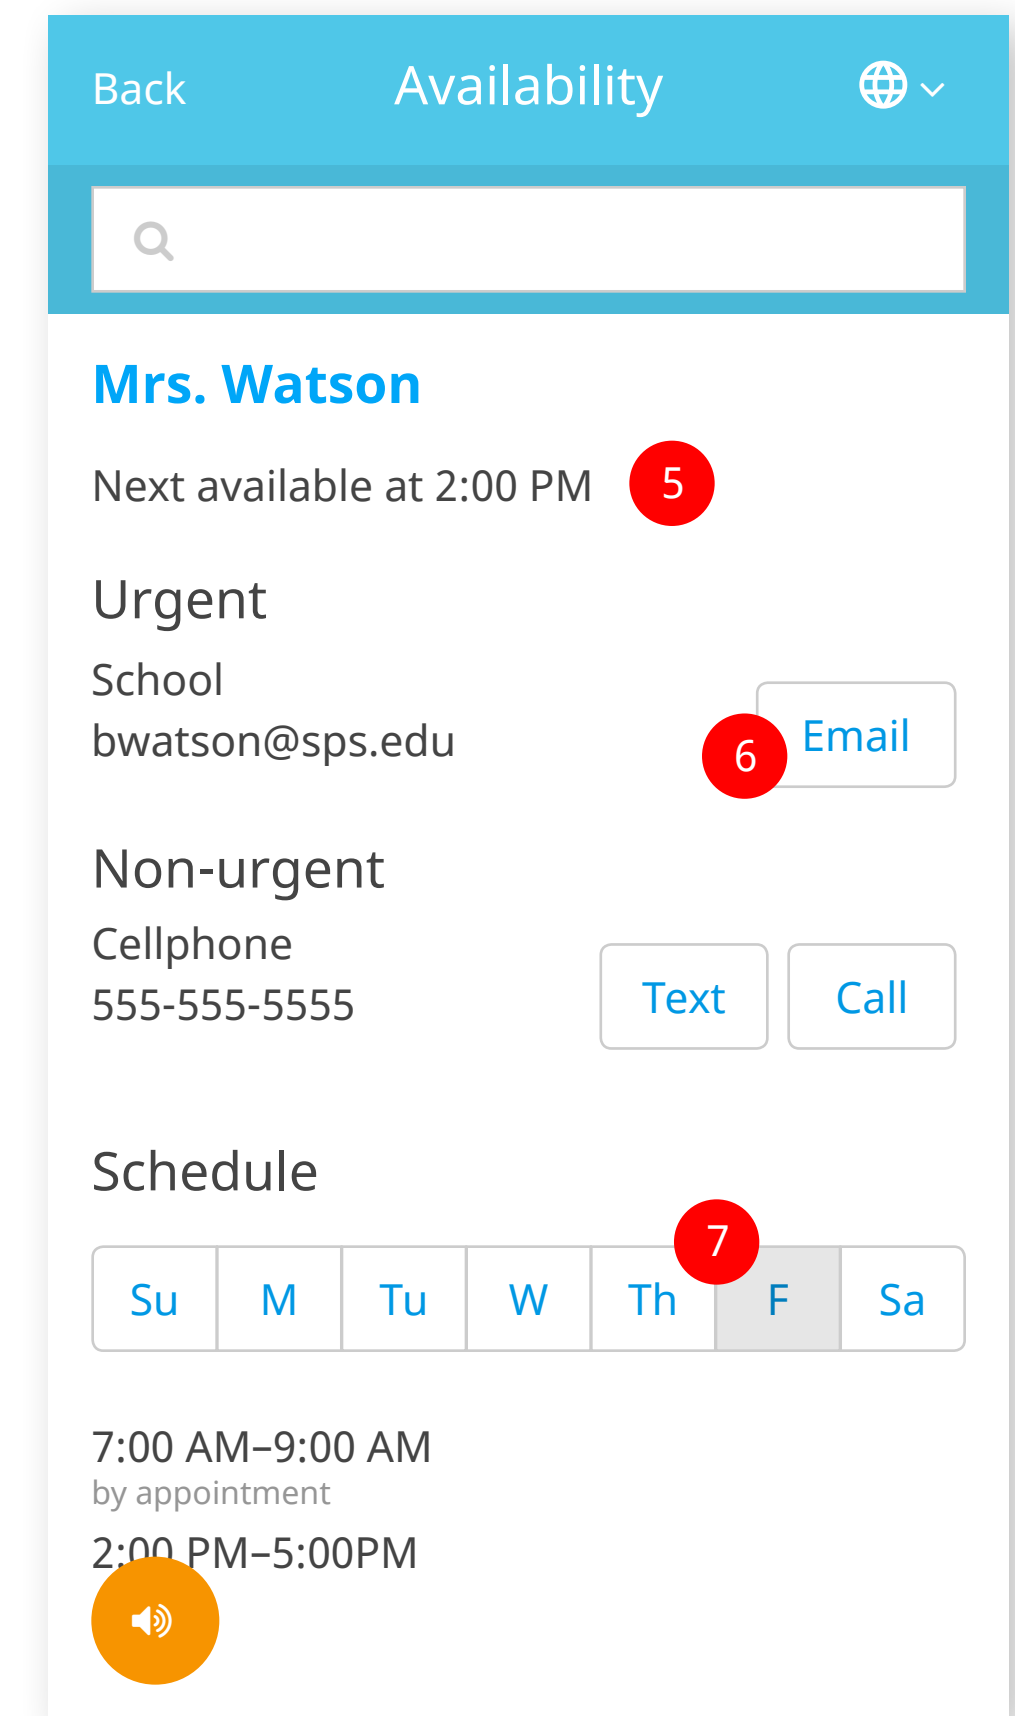 Back Availability
Mrs. Watson
Next available at 2:00 PM 5
Urgent
School
bwatson@sps.edu 6 Email
Non-urgent
Cellphone
555-555-5555 Text Call
Schedule
7
Su M Tu W Th F Sa
7:00 AM–9:00 AM
by appointment
2:00 PM–5:00PM